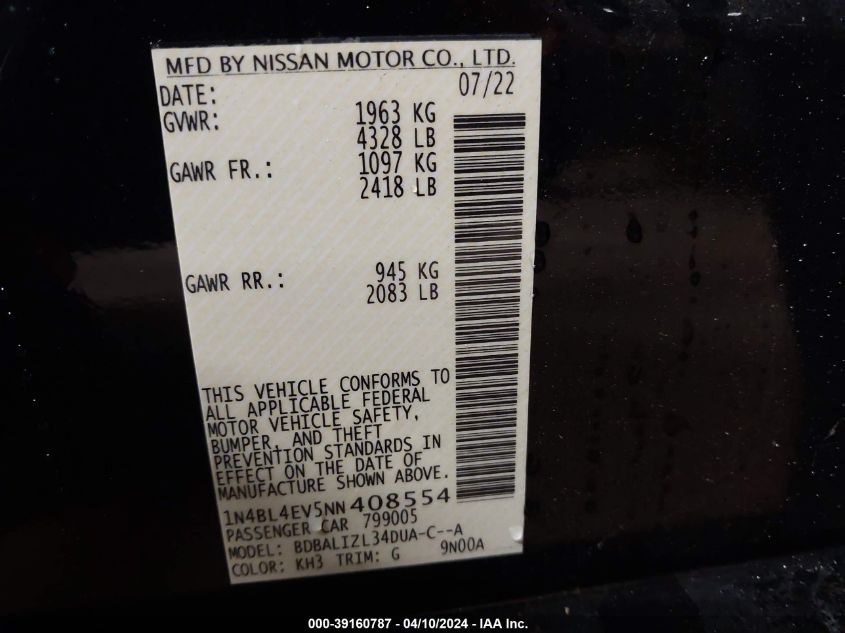 MFD BY NISSAN MOTOR CO., LTD.
DATE: 07/22
GVWR: 1963 KG
4328 LB
GAWR FR.: 1097 KG
2418 LB
GAWR RR.: 945 KG
2083 LB
THIS VEHICLE CONFORMS TO
ALL APPLICABLE FEDERAL
MOTOR VEHICLE SAFETY,
BUMPER, AND THEFT
PREVENTION STANDARDS IN
EFFECT ON THE DATE OF
MANUFACTURE SHOWN ABOVE.
1N4BL4EV5NN408554
PASSENGER CAR 799005
MODEL: BDBALIZL34DUA-C--A
COLOR: KH3 TRIM: G 9N00A
000-39160787 - 04/10/2024 - IAA Inc.